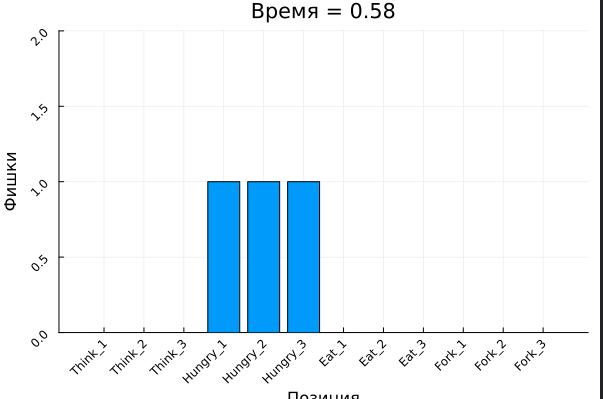 Время = 0.58
Фишки
2.0
1.5
1.0
0.5
0.0
Think_1
Think_2
Think_3
Hungry_1
Hungry_2
Hungry_3
Eat_1
Eat_2
Eat_3
Fork_1
Fork_2
Fork_3
Позиция